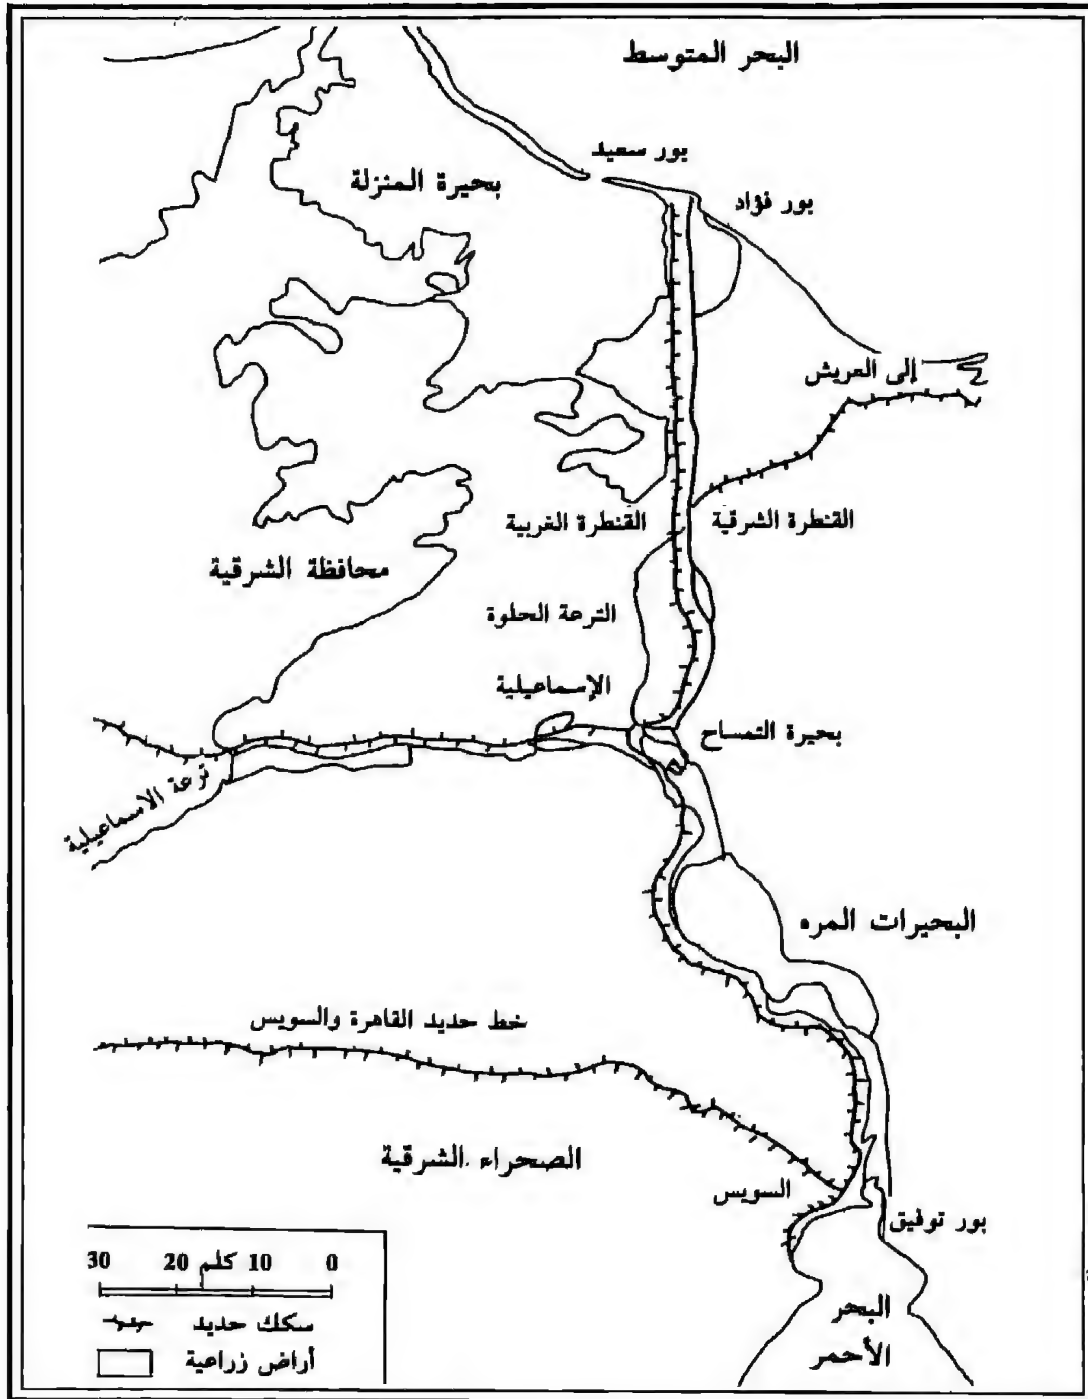 البحر المتوسط
بور سعيد
بحيرة المنزلة
بور فؤاد
إلى العريش
القنطرة الشرقية
القنطرة الغربية
محافظة الشرقية
الترعة الحلوة
الإسماعيلية
بحيرة التمساح
ترعة الاسماعيلية
البحيرات المره
خط حديد القاهرة والسويس
الصحراء الشرقية
السويس
بور توفيق
30 20 كلم 10 0
سكك حديد
أراض زراعية
البحر
الأحمر